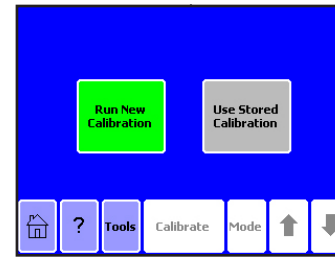 Run New
Calibration
Use Stored
Calibration
? Tools Calibrate Mode